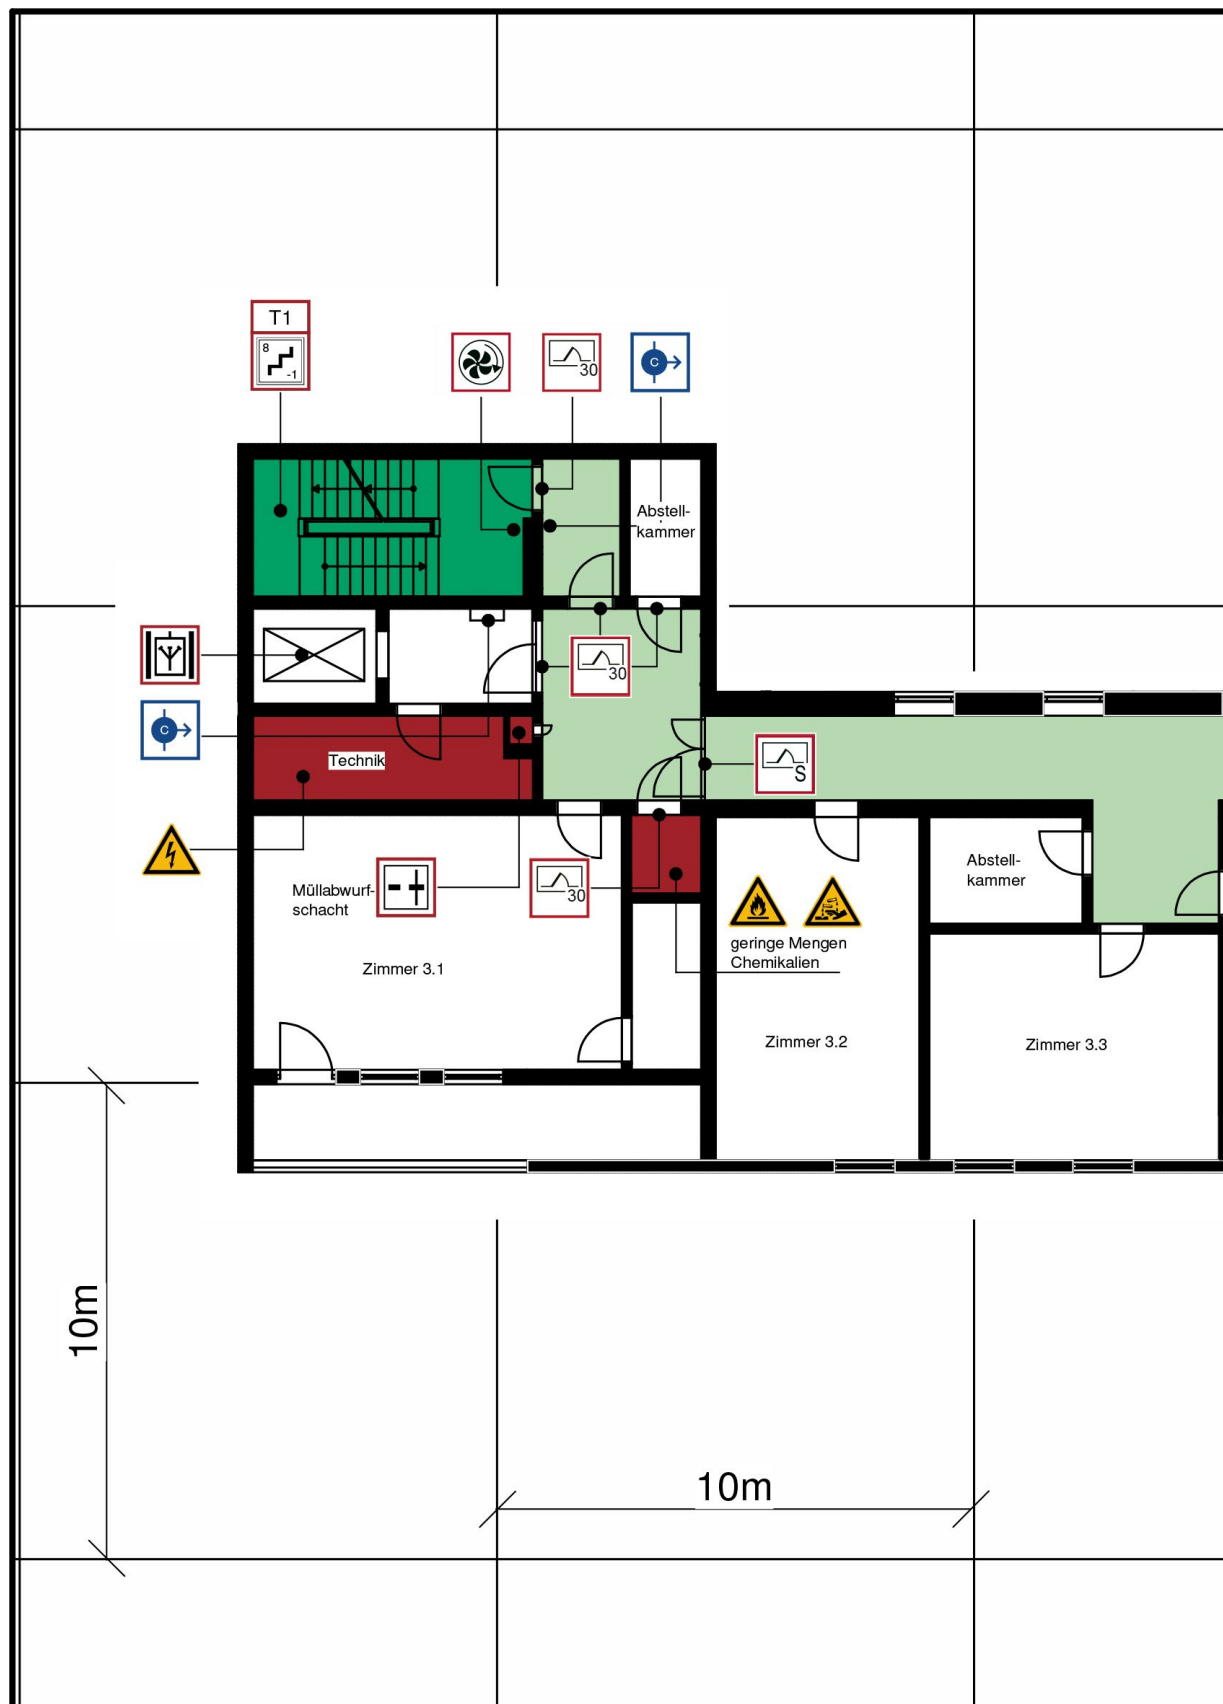 T1
8
-1
30
C
Abstell-
kammer
30
C
Technik
S
Abstell-
kammer
Müllabwurf-
schacht
30
geringe Mengen
Chemikalien
Zimmer 3.1
Zimmer 3.2
Zimmer 3.3
10m
10m